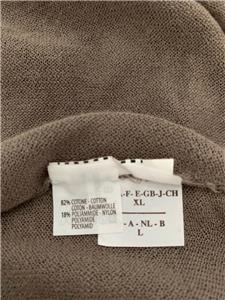 82% COTONE - COTTON
COTON - BAUMWOLLE
18% POLIAMMIDE - NYLON
POLYAMIDE
POLYAMID
-F- E-GB-J-CH
XL
- A - NL - B
L